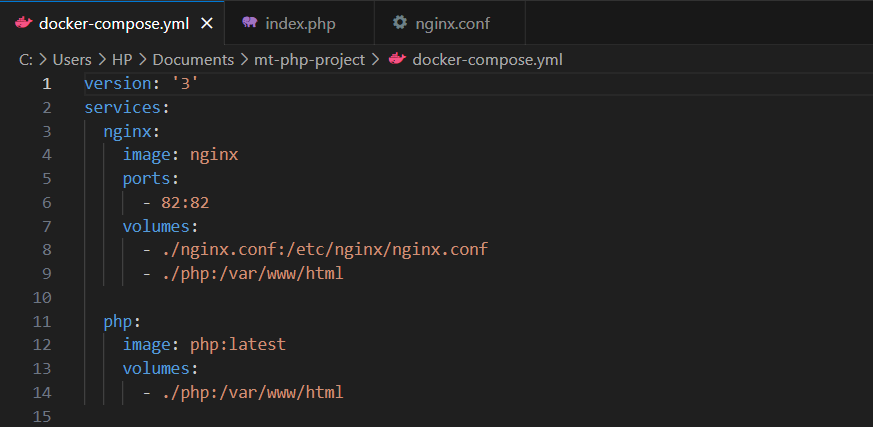 docker-compose.yml index.php nginx.conf
C: > Users > HP > Documents > mt-php-project > docker-compose.yml
1 version: '3'
2 services:
3   nginx:
4     image: nginx
5     ports:
6       - 82:82
7     volumes:
8       - ./nginx.conf:/etc/nginx/nginx.conf
9       - ./php:/var/www/html
10
11   php:
12     image: php:latest
13     volumes:
14       - ./php:/var/www/html
15